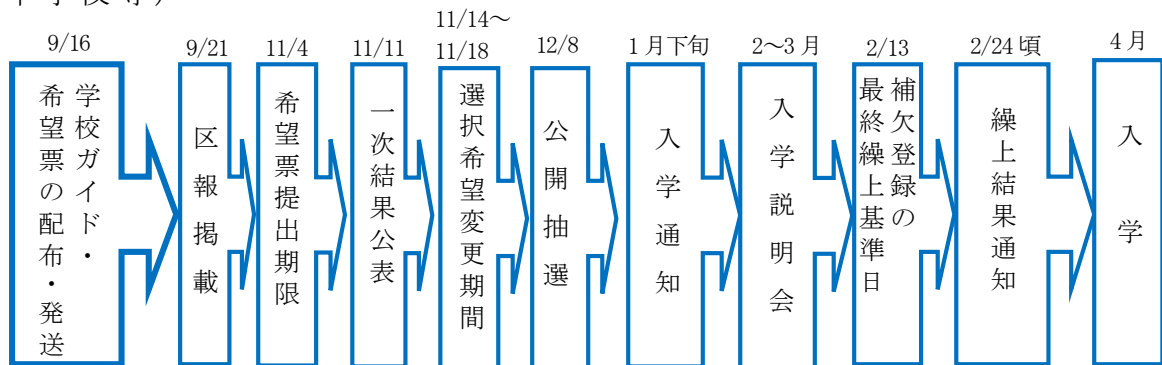 9/16
学校ガイド・
希望票の配布・発送
9/21
区報掲載
11/4
希望票提出期限
11/11
一次結果公表
11/14～
11/18
選択希望変更期間
12/8
公開抽選
1月下旬
入学通知
2～3月
入学説明会
2/13
補欠登録の
最終繰上基準日
2/24頃
繰上結果通知
4月
入学